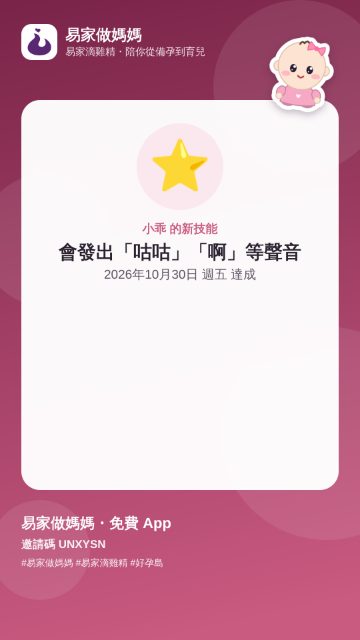 易家做媽媽
易家滴雞精・陪你從備孕到育兒
小乖 的新技能
會發出「咕咕」「啊」等聲音
2026年10月30日 週五 達成
易家做媽媽・免費 App
邀請碼 UNXYSN
#易家做媽媽 #易家滴雞精 #好孕島